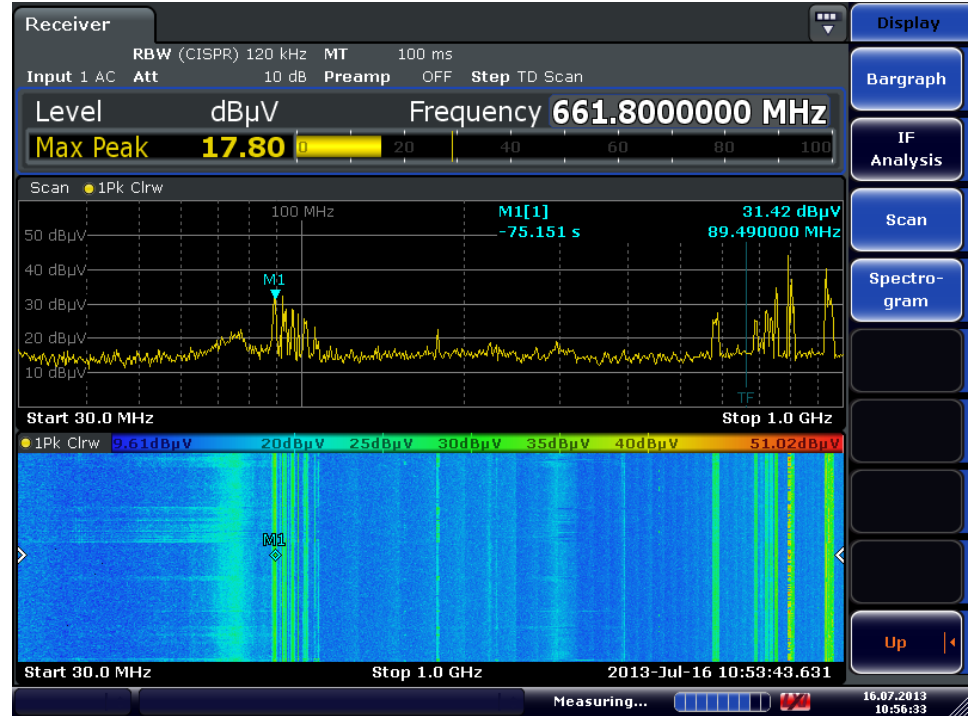 Receiver
RBW (CISPR) 120 kHz MT 100 ms
Input 1 AC Att 10 dB Preamp OFF Step TD Scan
Level dBµV Frequency 661.8000000 MHz
Max Peak 17.80 0 20 40 60 80 100
Scan 1Pk Clrw
100 MHz M1[1] 31.42 dBµV
50 dBµV -75.151 s 89.490000 MHz
40 dBµV
M1
30 dBµV
20 dBµV
10 dBµV
TF
Start 30.0 MHz Stop 1.0 GHz
1Pk Clrw 9.61dBµV 20dBµV 25dBµV 30dBµV 35dBµV 40dBµV 51.02dBµV
M1
Start 30.0 MHz Stop 1.0 GHz 2013-Jul-16 10:53:43.631
Measuring...
16.07.2013
10:56:33
Display
Bargraph
IF
Analysis
Scan
Spectro-
gram
Up